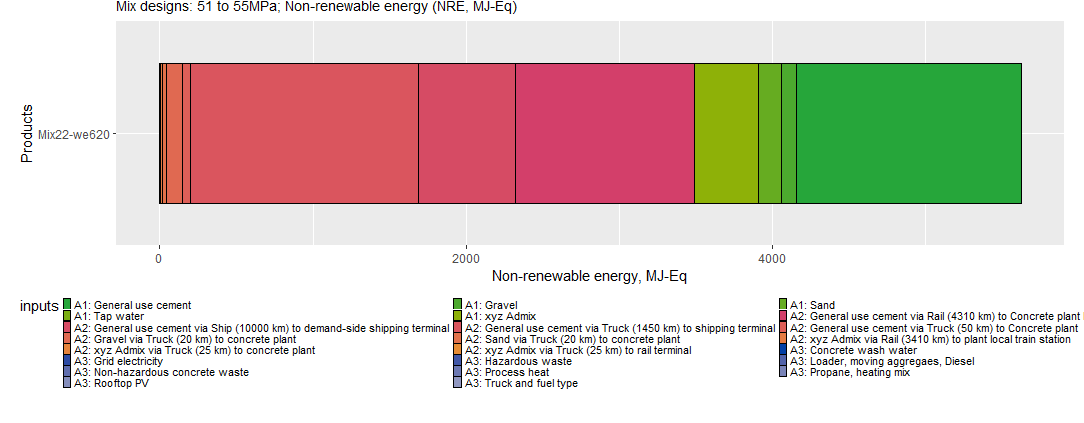 Mix designs: 51 to 55MPa; Non-renewable energy (NRE, MJ-Eq)
Products
Mix22-we620
0 2000 4000
Non-renewable energy, MJ-Eq
inputs
A1: General use cement A1: Gravel A1: Sand
A1: Tap water A1: xyz Admix A2: General use cement via Rail (4310 km) to Concrete plant
A2: General use cement via Ship (10000 km) to demand-side shipping terminal A2: General use cement via Truck (1450 km) to shipping terminal A2: General use cement via Truck (50 km) to Concrete plant
A2: Gravel via Truck (20 km) to concrete plant A2: Sand via Truck (20 km) to concrete plant A2: xyz Admix via Rail (3410 km) to plant local train station
A2: xyz Admix via Truck (25 km) to concrete plant A2: xyz Admix via Truck (25 km) to rail terminal A3: Concrete wash water
A3: Grid electricity A3: Hazardous waste A3: Loader, moving aggregaes, Diesel
A3: Non-hazardous concrete waste A3: Process heat A3: Propane, heating mix
A3: Rooftop PV A3: Truck and fuel type